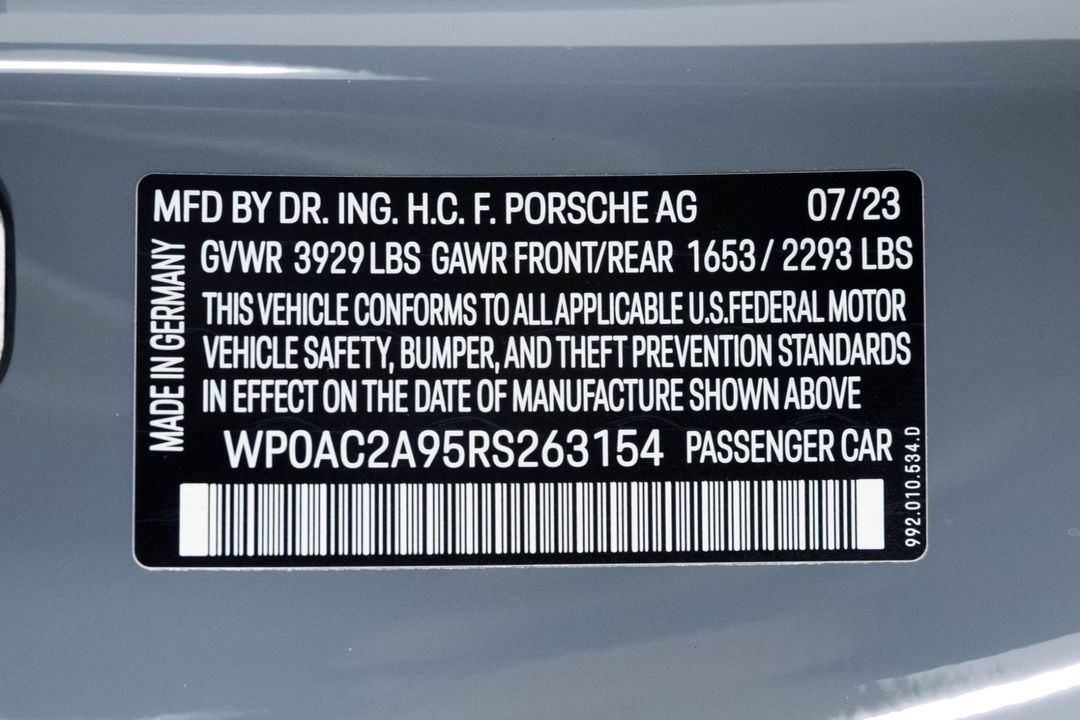 MFD BY DR. ING. H.C. F. PORSCHE AG 07/23
MADE IN GERMANY
GVWR 3929 LBS GAWR FRONT/REAR 1653 / 2293 LBS
THIS VEHICLE CONFORMS TO ALL APPLICABLE U.S.FEDERAL MOTOR
VEHICLE SAFETY, BUMPER, AND THEFT PREVENTION STANDARDS
IN EFFECT ON THE DATE OF MANUFACTURE SHOWN ABOVE
WP0AC2A95RS263154 PASSENGER CAR
992.010.534.D